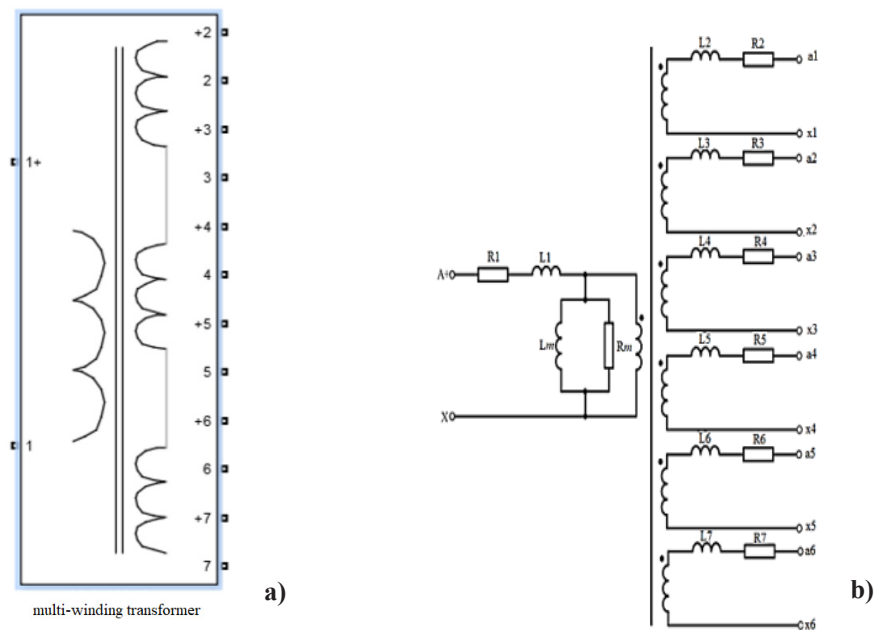 +2
2
+3
1+
3
+4
4
+5
5
+6
1
6
+7
7
multi-winding transformer
a)
L2 R2 a1
x1
L3 R3 a2
x2
L4 R4 a3
R1 L1
A+
x3
Lm Rm
L5 R5 a4
X
x4
L6 R6 a5
x5
L7 R7 a6
x6
b)